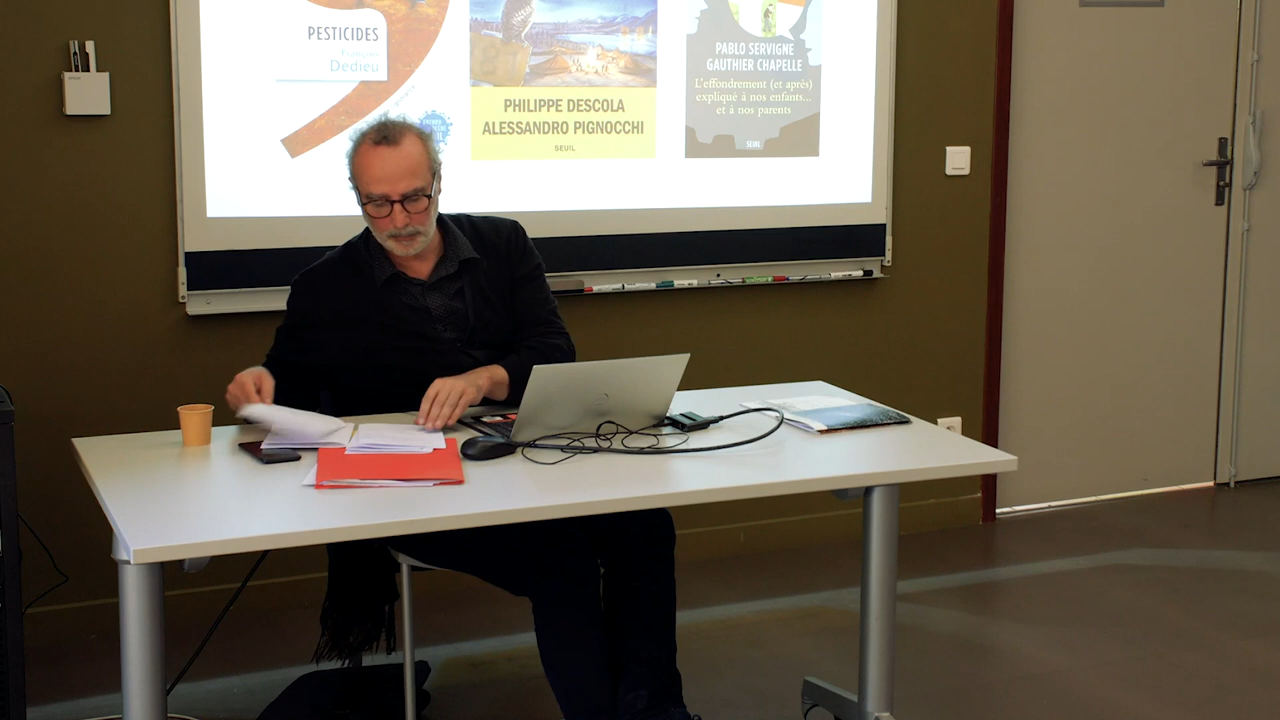 PESTICIDES
François
Dedieu
PHILIPPE DESCOLA
ALESSANDRO PIGNOCCHI
SEUIL
PABLO SERVIGNE
GAUTHIER CHAPELLE
L'effondrement (et après)
expliqué à nos enfants...
et à nos parents
SEUIL